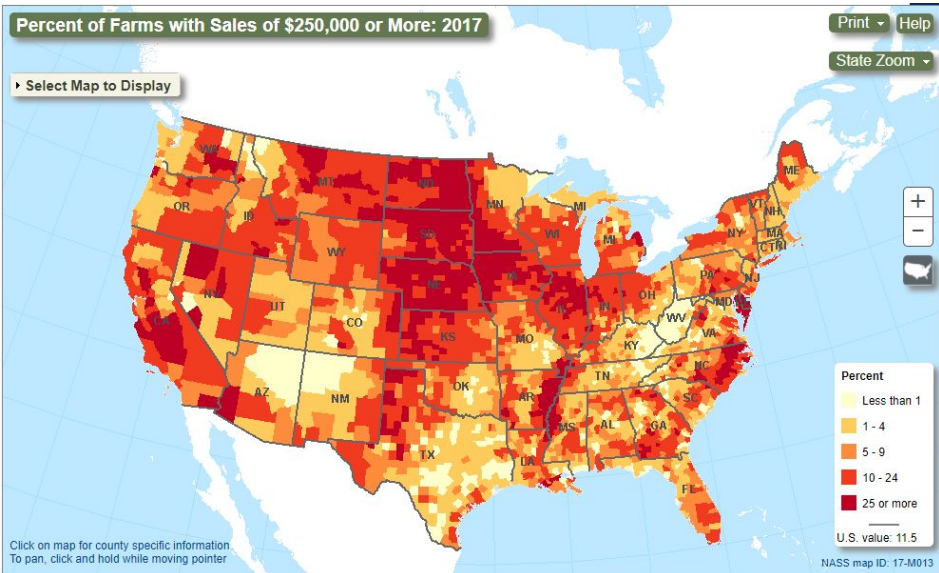 Percent of Farms with Sales of $250,000 or More: 2017
Print
Help
State Zoom
Select Map to Display
WA
MT
ND
MN
MI
ME
OR
ID
WY
SD
WI
MI
NY
VT
NH
MA
CT
RI
NV
UT
CO
NE
IA
IL
IN
OH
PA
NJ
MD
DE
CA
KS
MO
KY
WV
VA
AZ
NM
OK
AR
TN
NC
SC
TX
LA
MS
AL
GA
FL
+
−
Percent
Less than 1
1 - 4
5 - 9
10 - 24
25 or more
U.S. value: 11.5
Click on map for county specific information
To pan, click and hold while moving pointer
NASS map ID: 17-M013